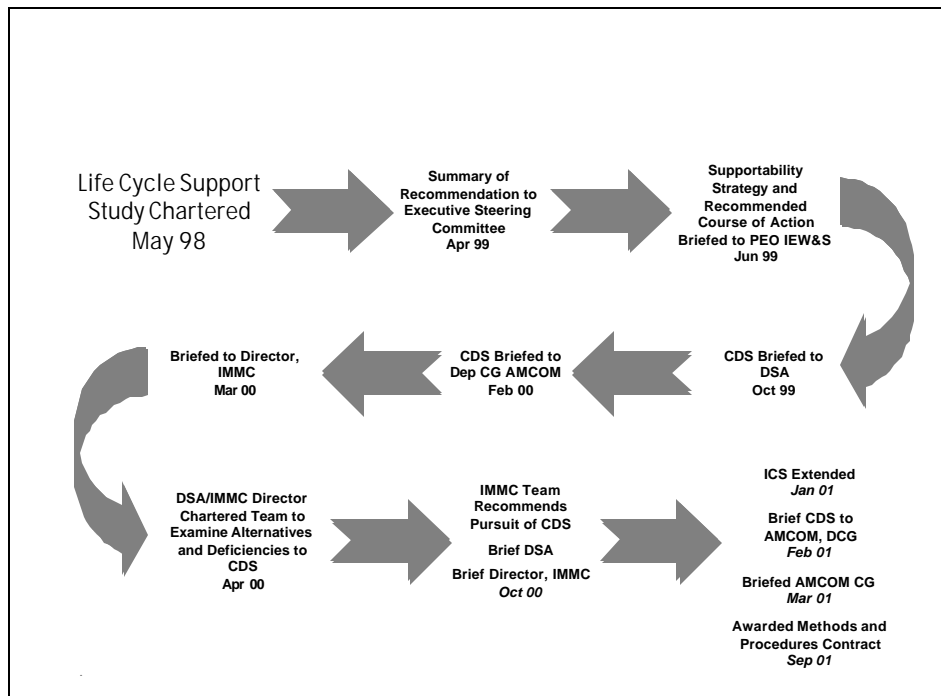 Life Cycle Support
Study Chartered
May 98
Summary of
Recommendation to
Executive Steering
Committee
Apr 99
Supportability
Strategy and
Recommended
Course of Action
Briefed to PEO IEW&S
Jun 99
CDS Briefed to
DSA
Oct 99
CDS Briefed to
Dep CG AMCOM
Feb 00
Briefed to Director,
IMMC
Mar 00
DSA/IMMC Director
Chartered Team to
Examine Alternatives
and Deficiencies to
CDS
Apr 00
IMMC Team
Recommends
Pursuit of CDS
Brief DSA
Brief Director, IMMC
Oct 00
ICS Extended
Jan 01
Brief CDS to
AMCOM, DCG
Feb 01
Briefed AMCOM CG
Mar 01
Awarded Methods and
Procedures Contract
Sep 01